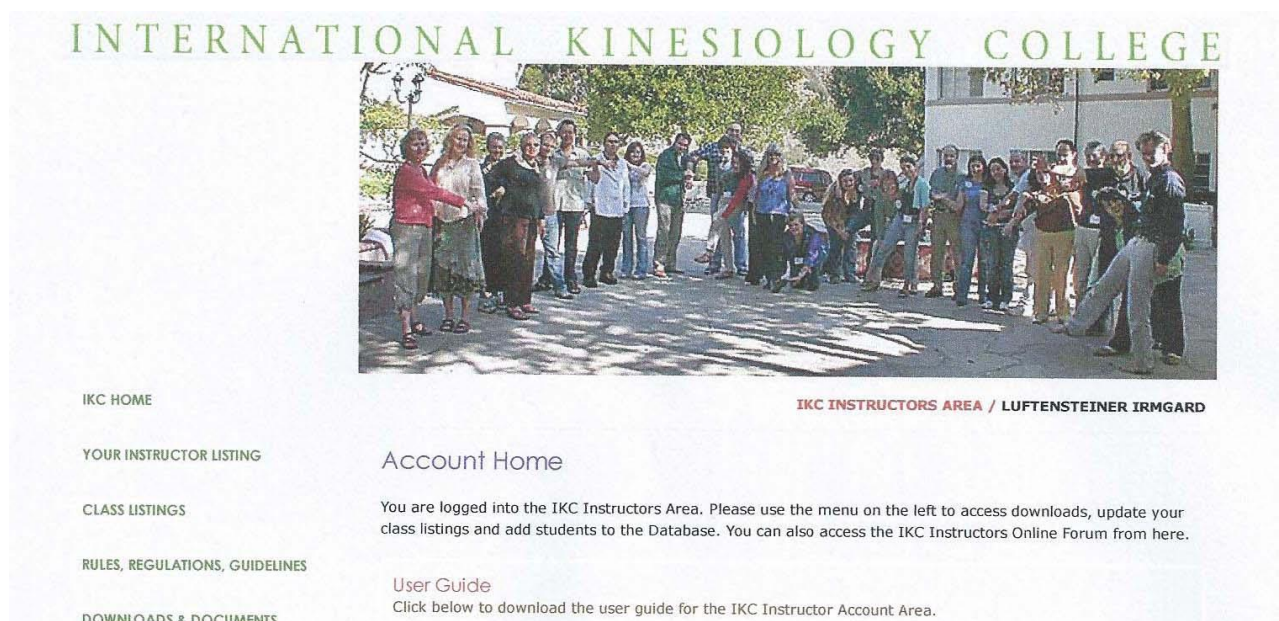 INTERNATIONAL KINESIOLOGY COLLEGE
IKC HOME
YOUR INSTRUCTOR LISTING
CLASS LISTINGS
RULES, REGULATIONS, GUIDELINES
DOWNLOADS & DOCUMENTS
IKC INSTRUCTORS AREA / LUFTENSTEINER IRMGARD
Account Home
You are logged into the IKC Instructors Area. Please use the menu on the left to access downloads, update your
class listings and add students to the Database. You can also access the IKC Instructors Online Forum from here.
User Guide
Click below to download the user guide for the IKC Instructor Account Area.